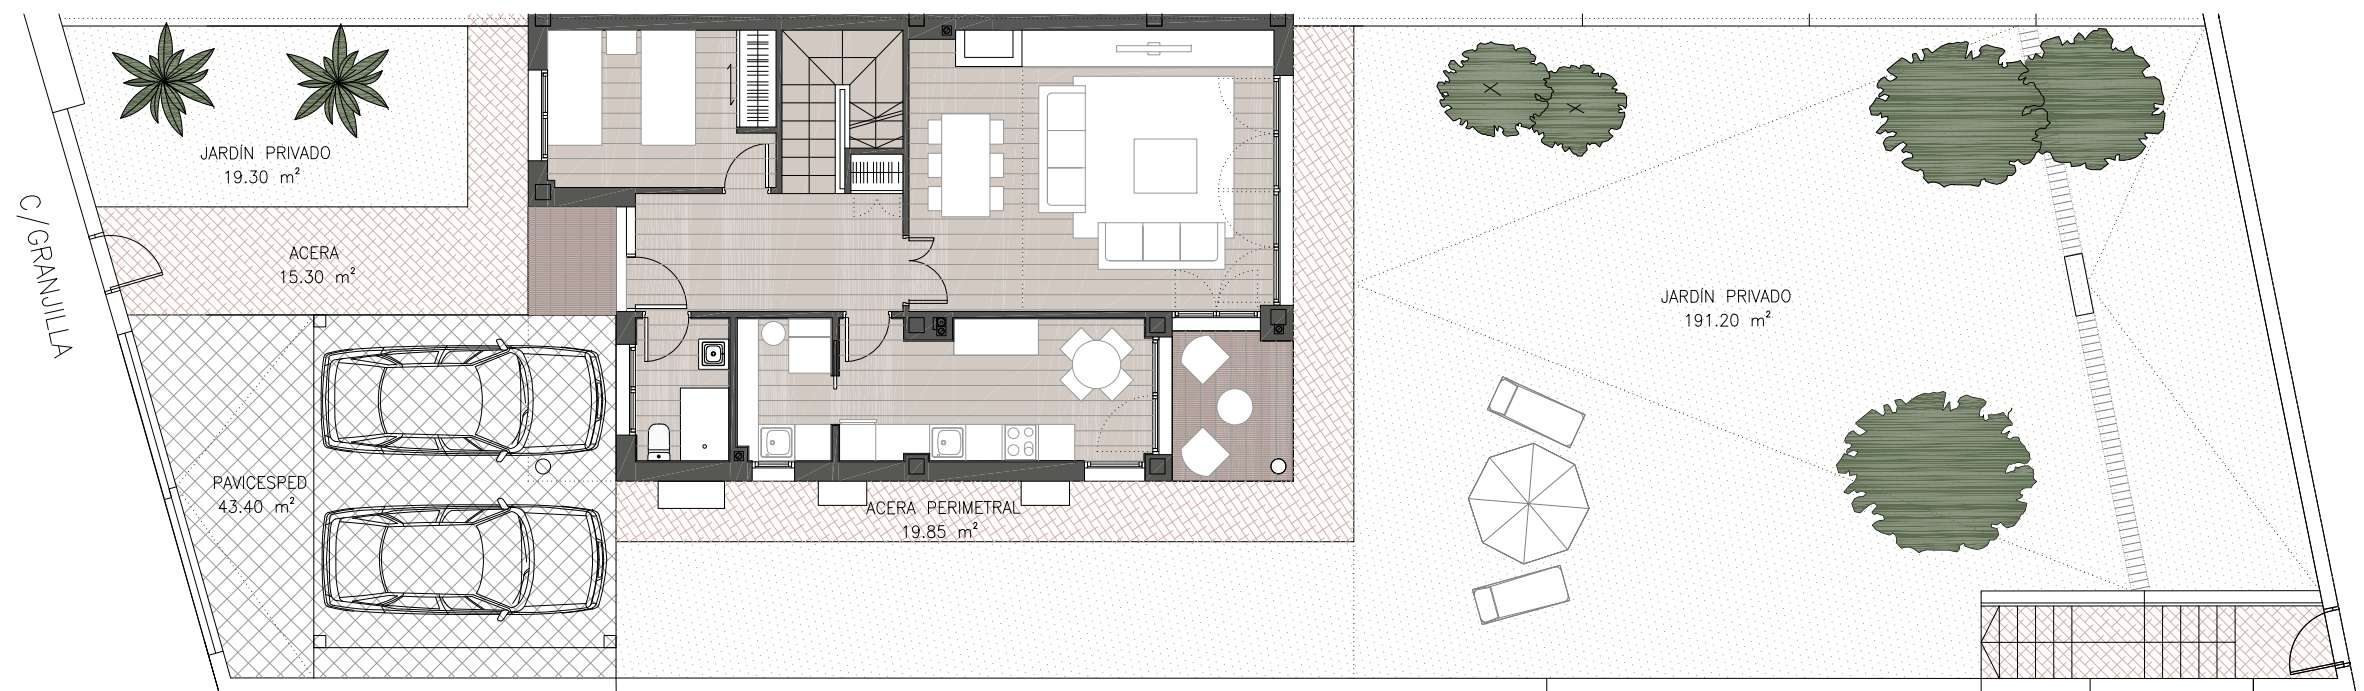 JARDÍN PRIVADO
19.30 m²
C/GRANJILLA
ACERA
15.30 m²
JARDÍN PRIVADO
191.20 m²
PAVICESPED
43.40 m²
ACERA PERIMETRAL
19.85 m²